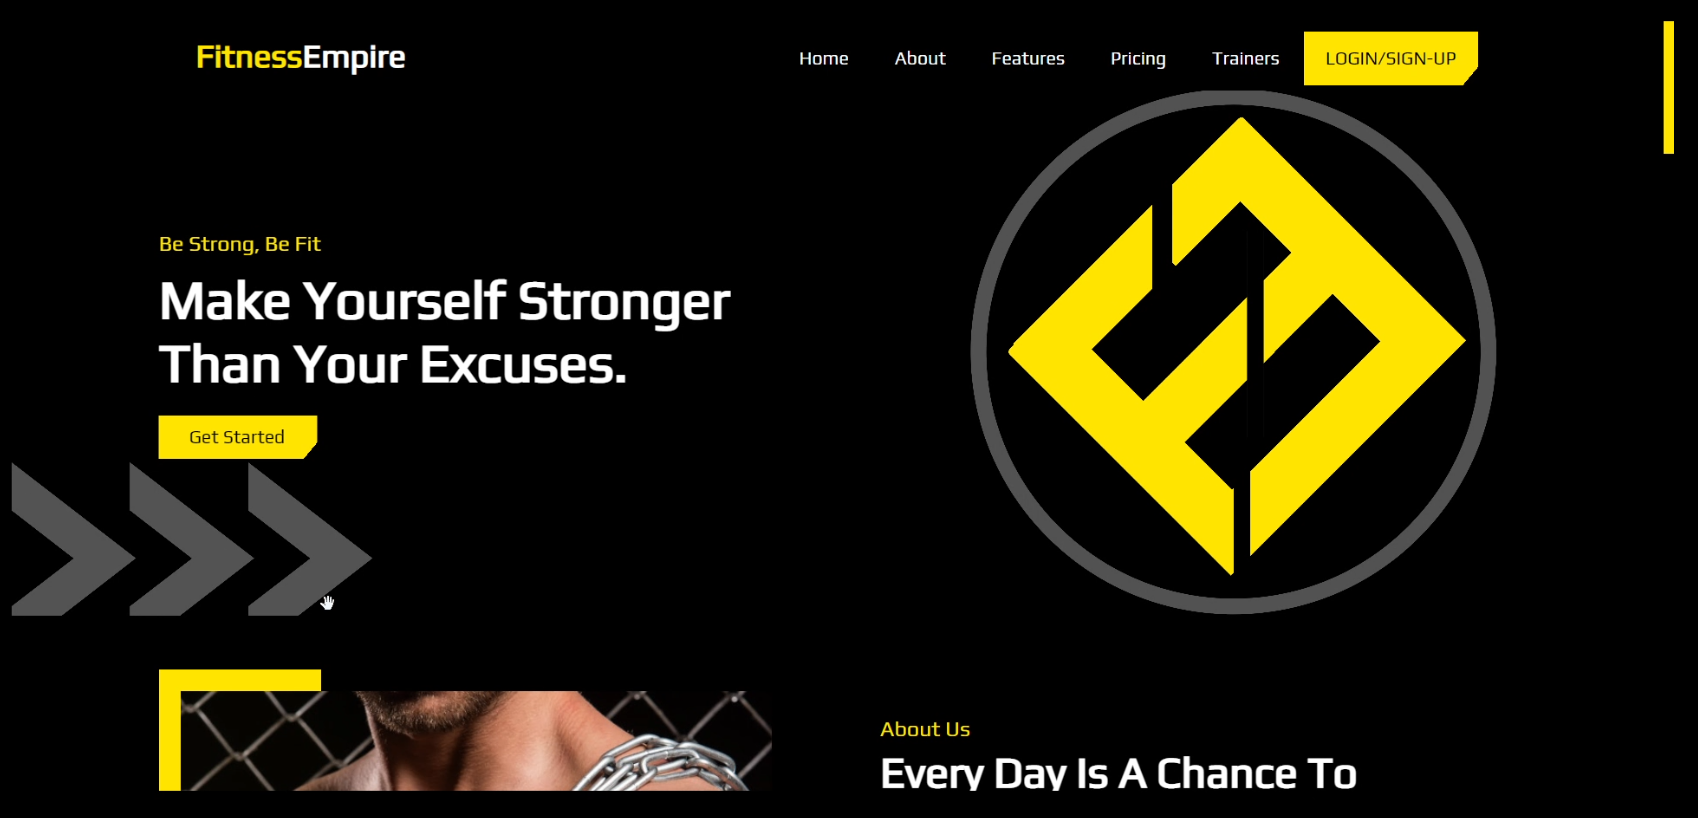 FitnessEmpire
Home About Features Pricing Trainers LOGIN/SIGN-UP
Be Strong, Be Fit
Make Yourself Stronger
Than Your Excuses.
Get Started
About Us
Every Day Is A Chance To